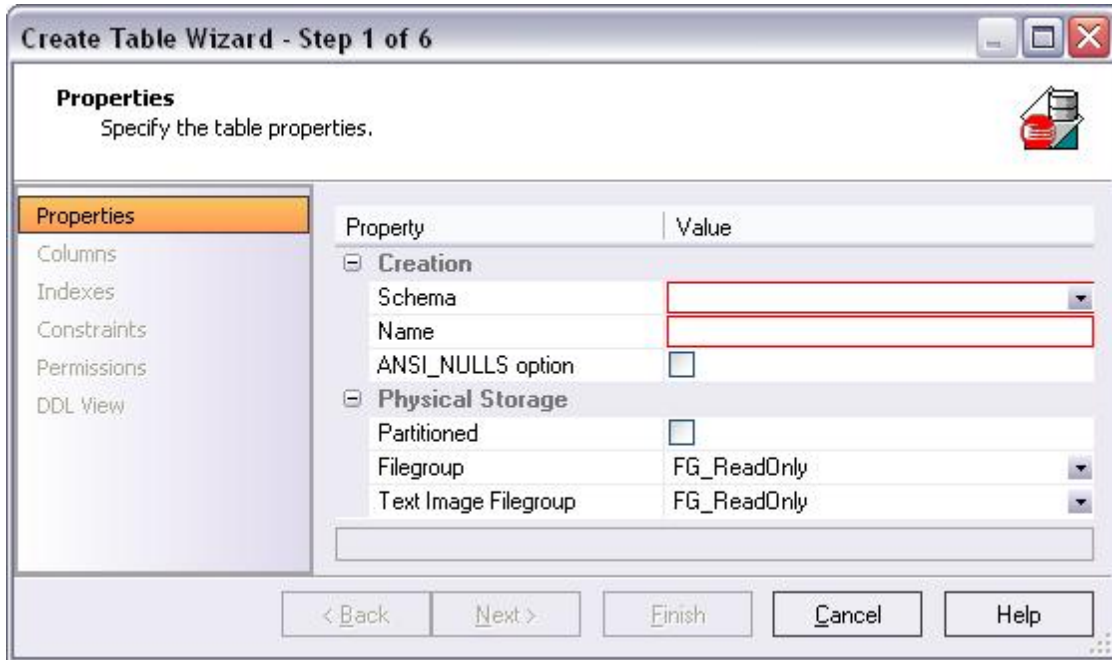 Create Table Wizard - Step 1 of 6
Properties
Specify the table properties.
Properties
Columns
Indexes
Constraints
Permissions
DDL View
Property Value
Creation
Schema
Name
ANSI_NULLS option
Physical Storage
Partitioned
Filegroup FG_ReadOnly
Text Image Filegroup FG_ReadOnly
< Back Next > Finish Cancel Help